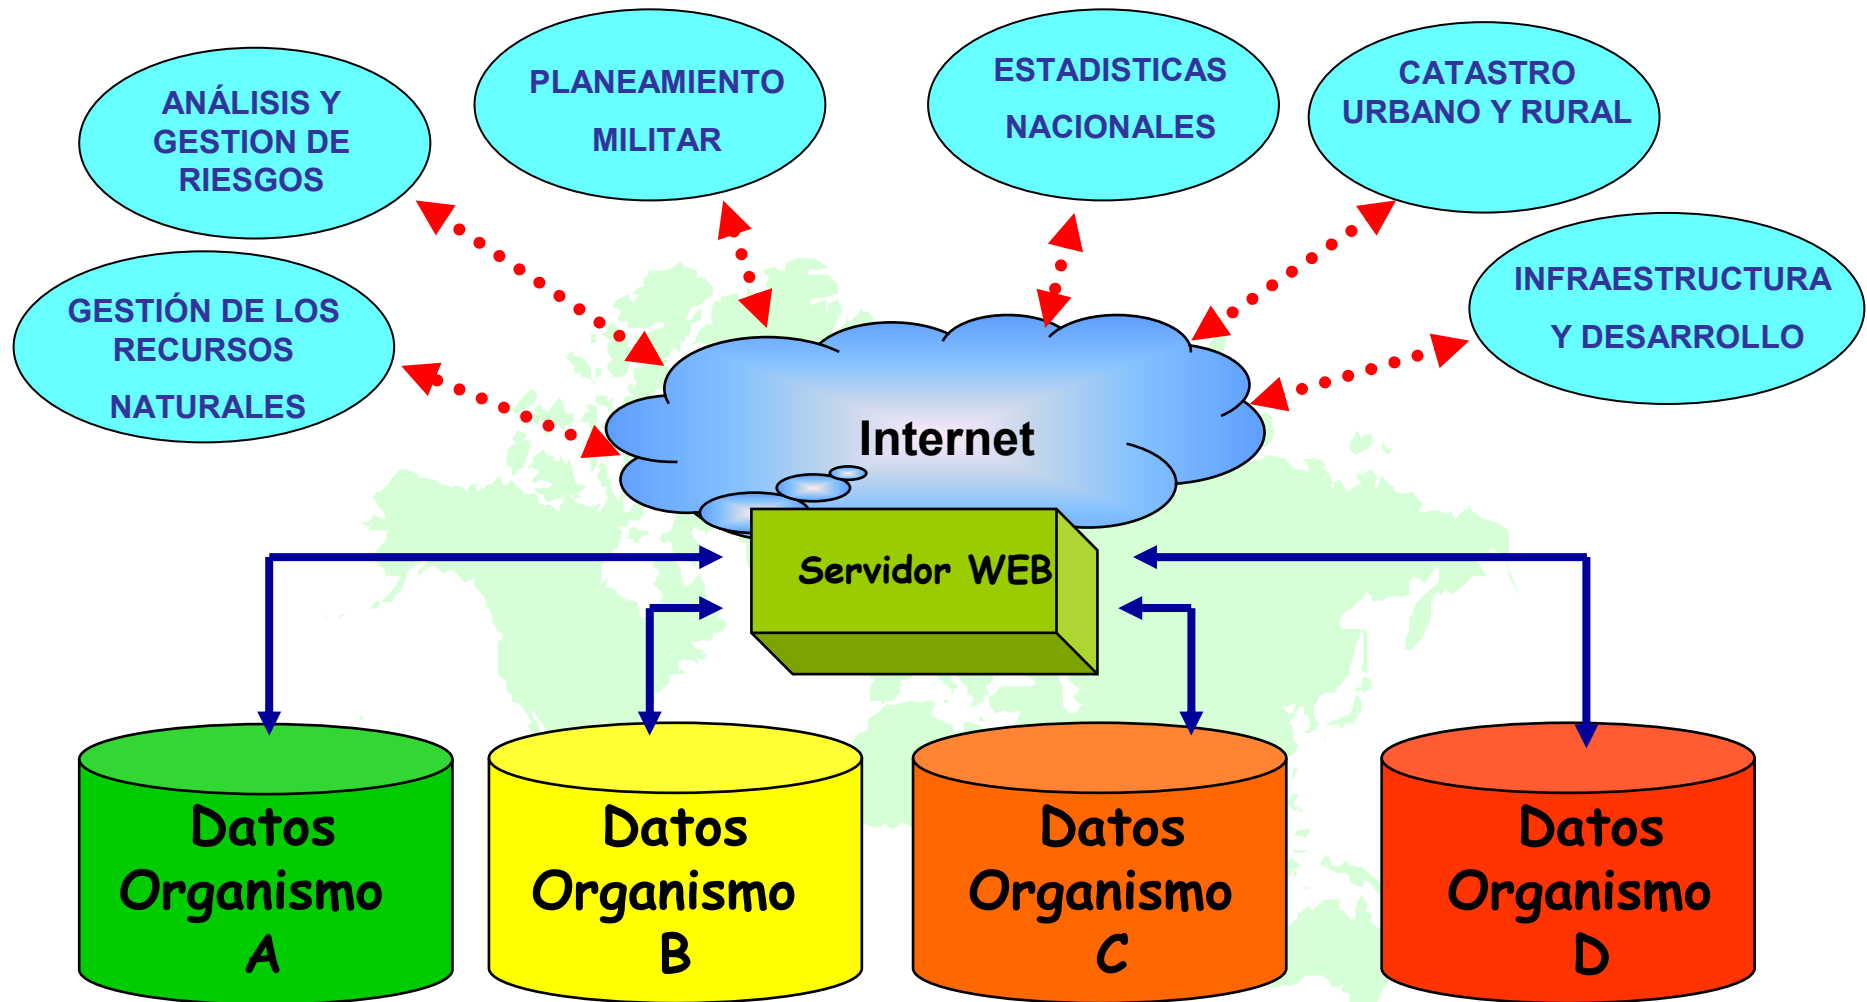 ANÁLISIS Y
GESTION DE
RIESGOS
PLANEAMIENTO
MILITAR
ESTADISTICAS
NACIONALES
CATASTRO
URBANO Y RURAL
GESTIÓN DE LOS
RECURSOS
NATURALES
INFRAESTRUCTURA
Y DESARROLLO
Internet
Servidor WEB
Datos
Organismo
A
Datos
Organismo
B
Datos
Organismo
C
Datos
Organismo
D